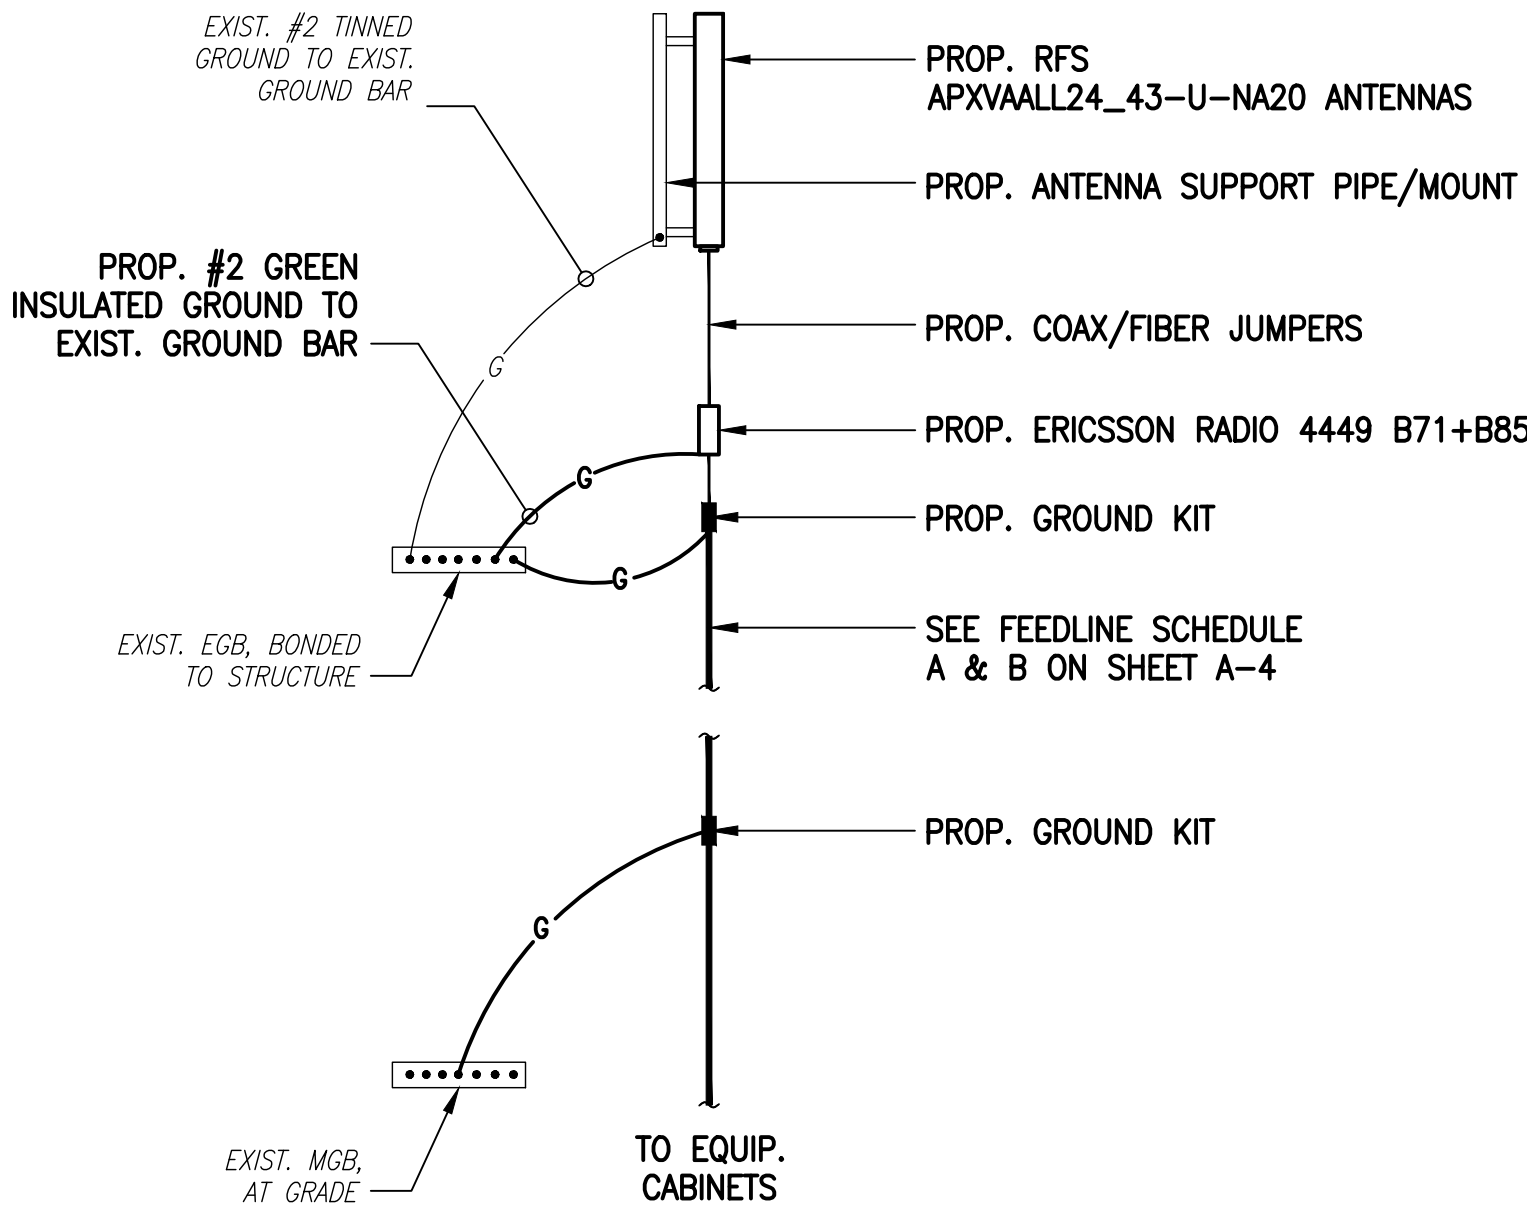 EXIST. #2 TINNED
GROUND TO EXIST.
GROUND BAR
PROP. RFS
APXVAALL24_43-U-NA20 ANTENNAS
PROP. ANTENNA SUPPORT PIPE/MOUNT
PROP. #2 GREEN
INSULATED GROUND TO
EXIST. GROUND BAR
PROP. COAX/FIBER JUMPERS
G
PROP. ERICSSON RADIO 4449 B71+B85
G
PROP. GROUND KIT
G
EXIST. EGB, BONDED
TO STRUCTURE
SEE FEEDLINE SCHEDULE
A & B ON SHEET A-4
PROP. GROUND KIT
G
EXIST. MGB,
AT GRADE
TO EQUIP.
CABINETS